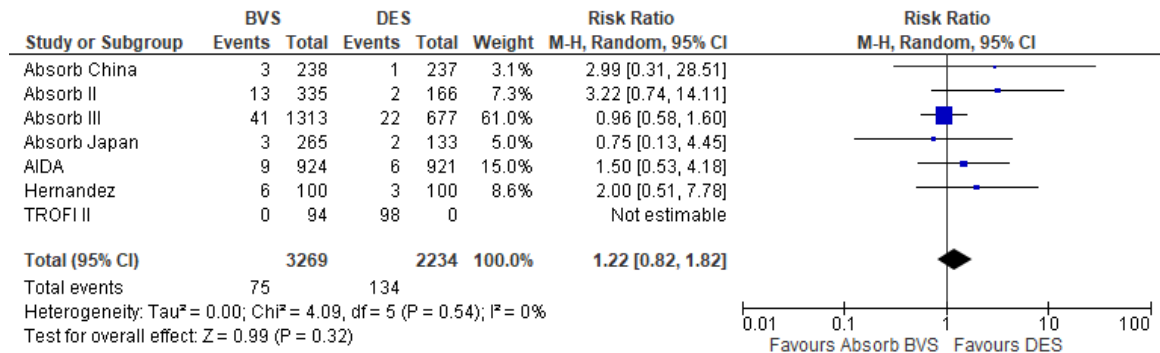 BVS DES Risk Ratio Risk Ratio
Study or Subgroup Events Total Events Total Weight M-H, Random, 95% CI M-H, Random, 95% CI
Absorb China 3 238 1 237 3.1% 2.99 [0.31, 28.51]
Absorb II 13 335 2 166 7.3% 3.22 [0.74, 14.11]
Absorb III 41 1313 22 677 61.0% 0.96 [0.58, 1.60]
Absorb Japan 3 265 2 133 5.0% 0.75 [0.13, 4.45]
AIDA 9 924 6 921 15.0% 1.50 [0.53, 4.18]
Hernandez 6 100 3 100 8.6% 2.00 [0.51, 7.78]
TROFI II 0 94 98 0 Not estimable
Total (95% CI) 3269 2234 100.0% 1.22 [0.82, 1.82]
Total events 75 134
Heterogeneity: Tau² = 0.00; Chi² = 4.09, df = 5 (P = 0.54); I² = 0%
Test for overall effect: Z = 0.99 (P = 0.32)
0.01 0.1 1 10 100
Favours Absorb BVS Favours DES